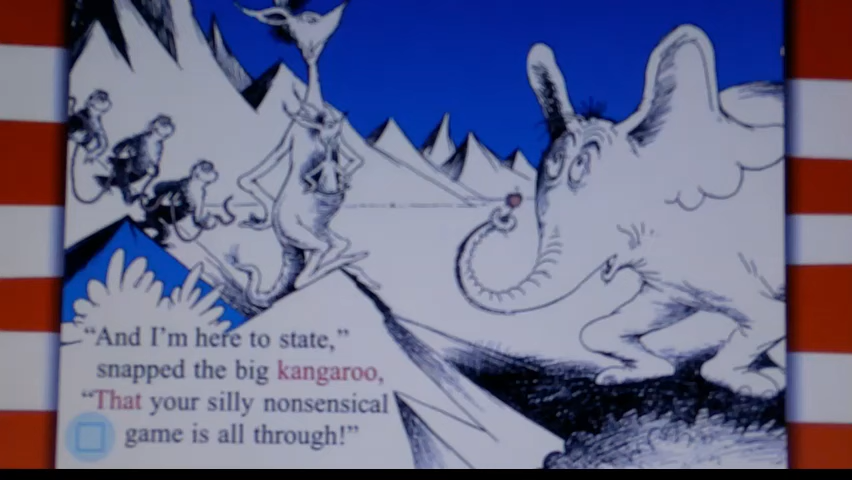 “And I’m here to state,”
snapped the big kangaroo,
“That your silly nonsensical
game is all through!”